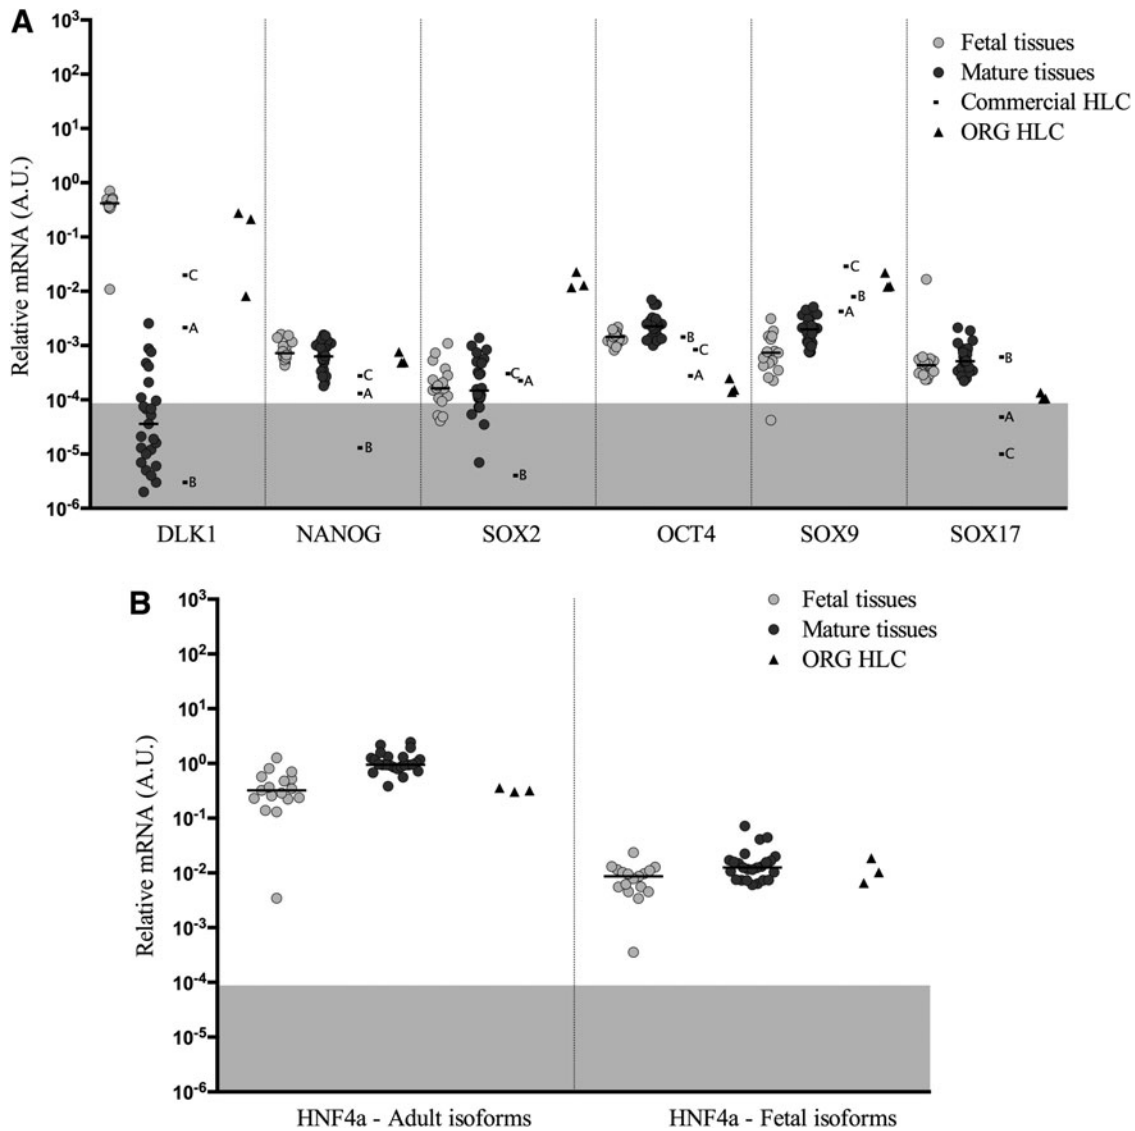 A
10³
10²
10¹
10⁰
10⁻¹
10⁻²
10⁻³
10⁻⁴
10⁻⁵
10⁻⁶
Relative mRNA (A.U.)
Fetal tissues
Mature tissues
Commercial HLC
ORG HLC
C
A
B
C
A
B
C
A
B
B
C
A
C
B
A
B
A
C
DLK1 NANOG SOX2 OCT4 SOX9 SOX17
B
10³
10²
10¹
10⁰
10⁻¹
10⁻²
10⁻³
10⁻⁴
10⁻⁵
10⁻⁶
Relative mRNA (A.U.)
Fetal tissues
Mature tissues
ORG HLC
HNF4a - Adult isoforms HNF4a - Fetal isoforms